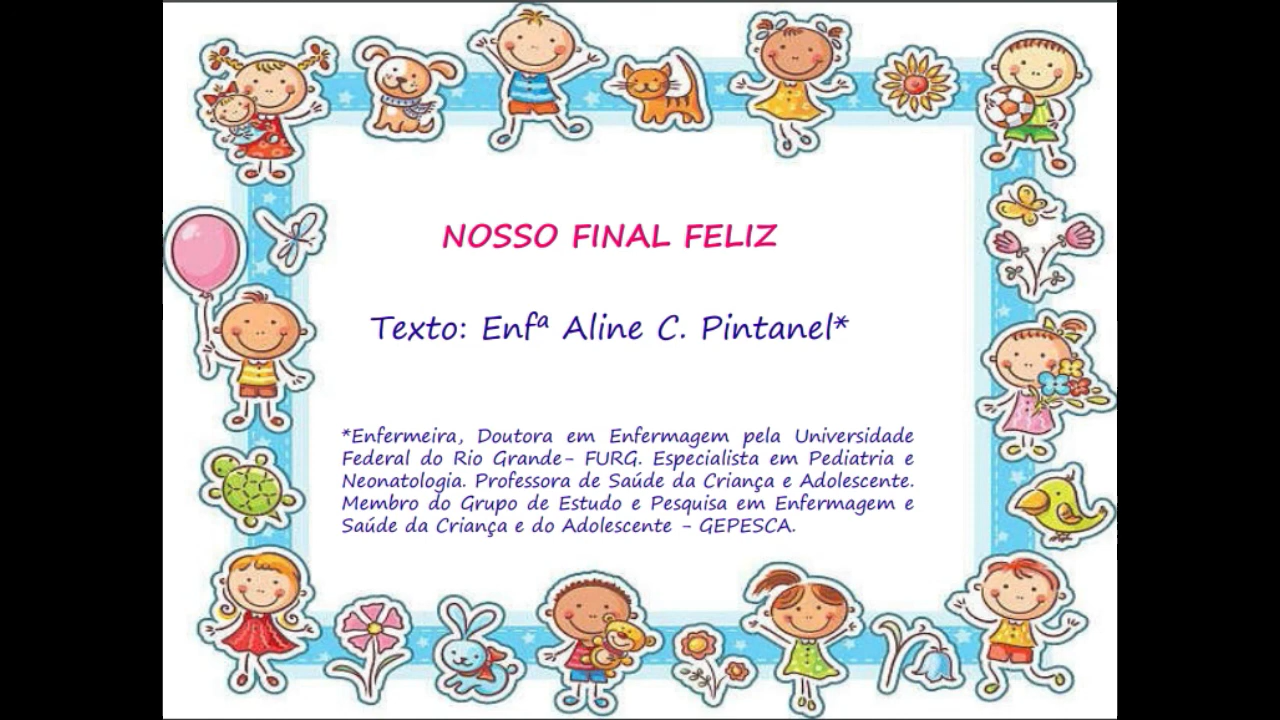 NOSSO FINAL FELIZ
Texto: Enfª Aline C. Pintanel*
*Enfermeira, Doutora em Enfermagem pela Universidade
Federal do Rio Grande- FURG. Especialista em Pediatria e
Neonatologia. Professora de Saúde da Criança e Adolescente.
Membro do Grupo de Estudo e Pesquisa em Enfermagem e
Saúde da Criança e do Adolescente - GEPESCA.